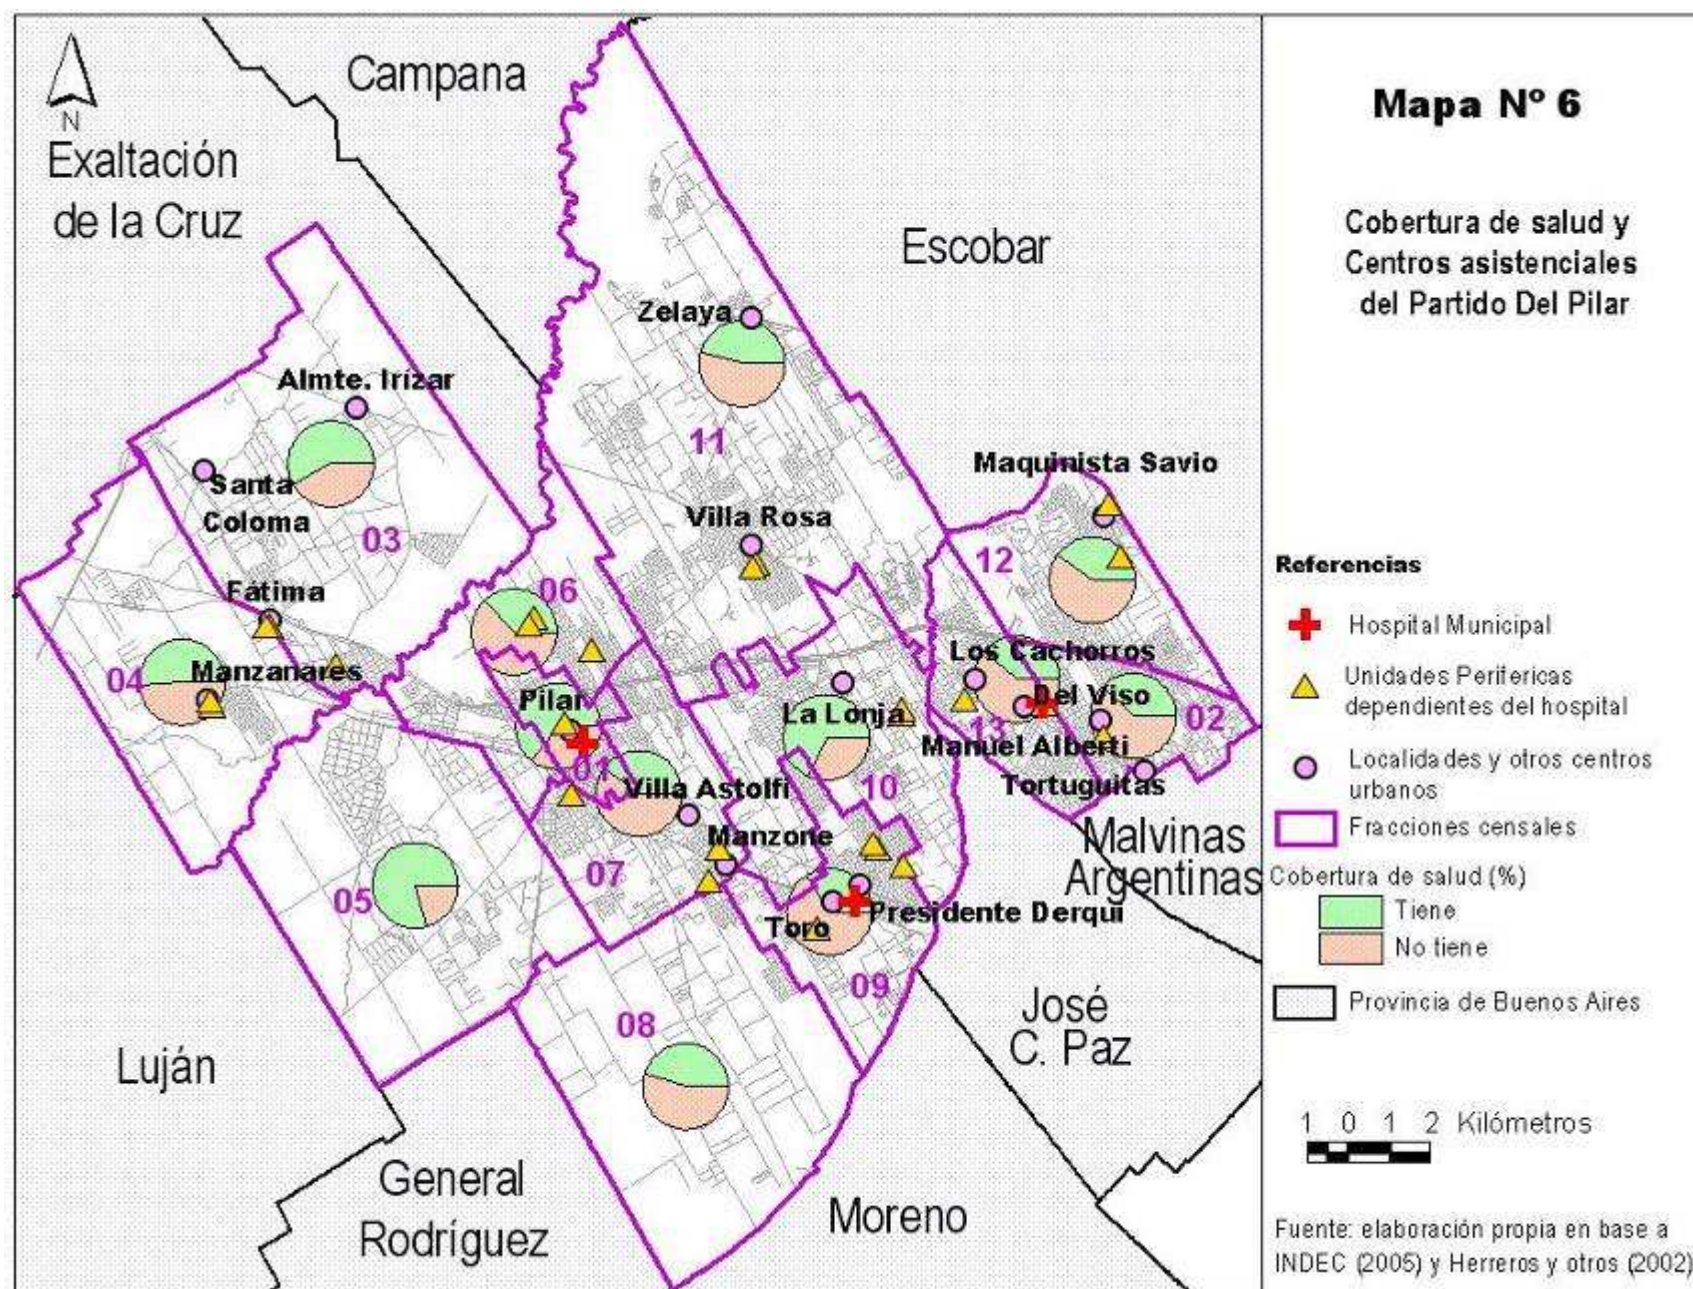 Mapa Nº 6
Cobertura de salud y
Centros asistenciales
del Partido Del Pilar
N
Campana
Exaltación
de la Cruz
Escobar
Zelaya
Almte. Irízar
11
Maquinista Savio
Santa
Coloma
03
Villa Rosa
12
Fátima
06
04
Manzanares
Los Cachorros
Pilar
La Lonja
Del Viso
02
13
Manuel Alberti
01
Villa Astolfi
10
Tortuguitas
Manzone
Malvinas
Argentinas
07
05
Presidente Derqui
Toro
09
08
José
C. Paz
Luján
General
Rodríguez
Moreno
Referencias
Hospital Municipal
Unidades Perifericas
dependientes del hospital
Localidades y otros centros
urbanos
Fracciones censales
Cobertura de salud (%)
Tiene
No tiene
Provincia de Buenos Aires
1 0 1 2 Kilómetros
Fuente: elaboración propia en base a
INDEC (2005) y Herreros y otros (2002)